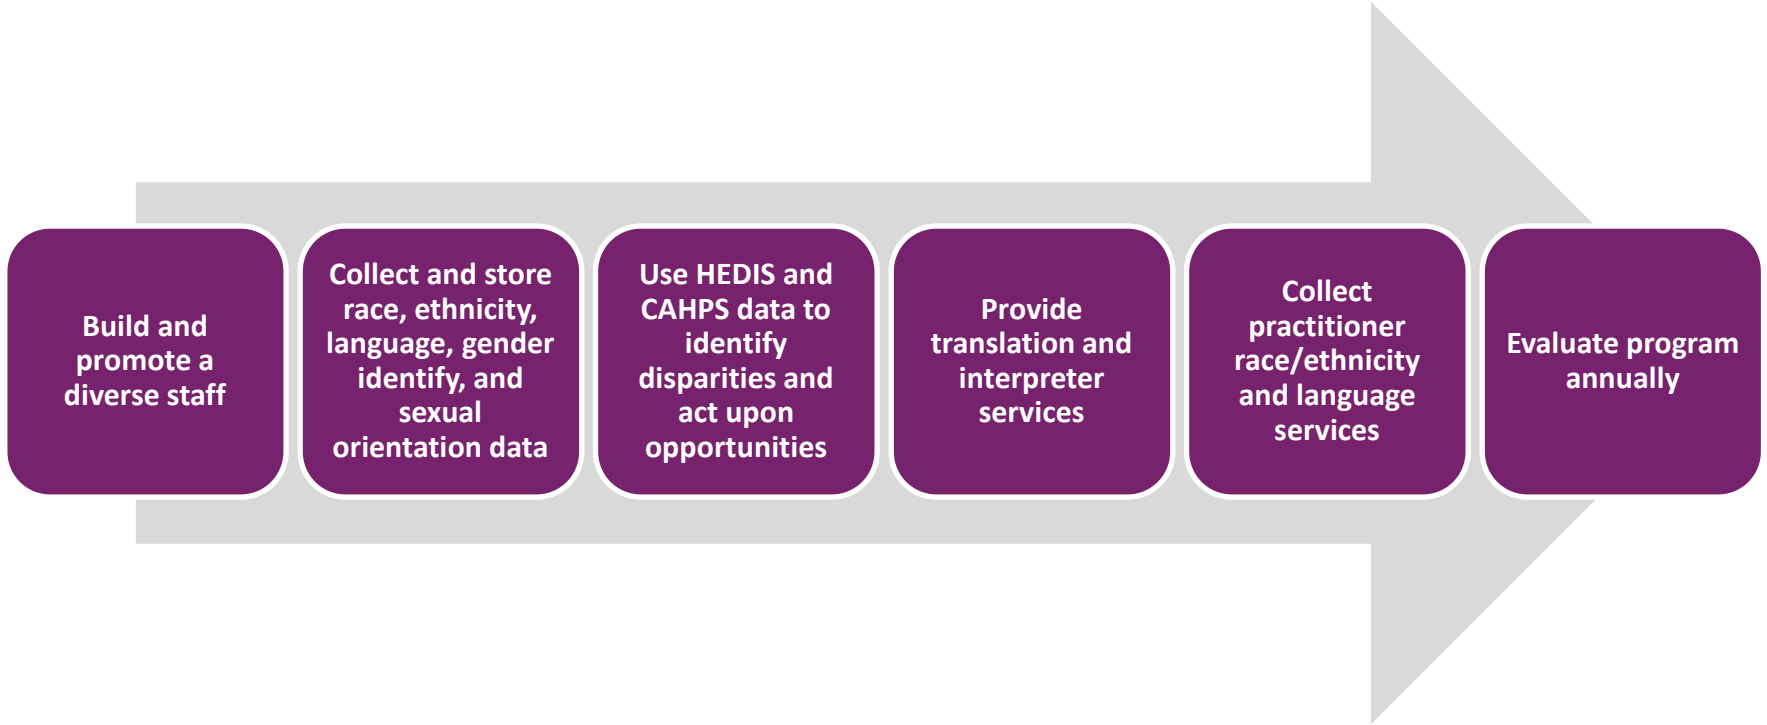 Build and
promote a
diverse staff
Collect and store
race, ethnicity,
language, gender
identify, and
sexual
orientation data
Use HEDIS and
CAHPS data to
identify
disparities and
act upon
opportunities
Provide
translation and
interpreter
services
Collect
practitioner
race/ethnicity
and language
services
Evaluate program
annually